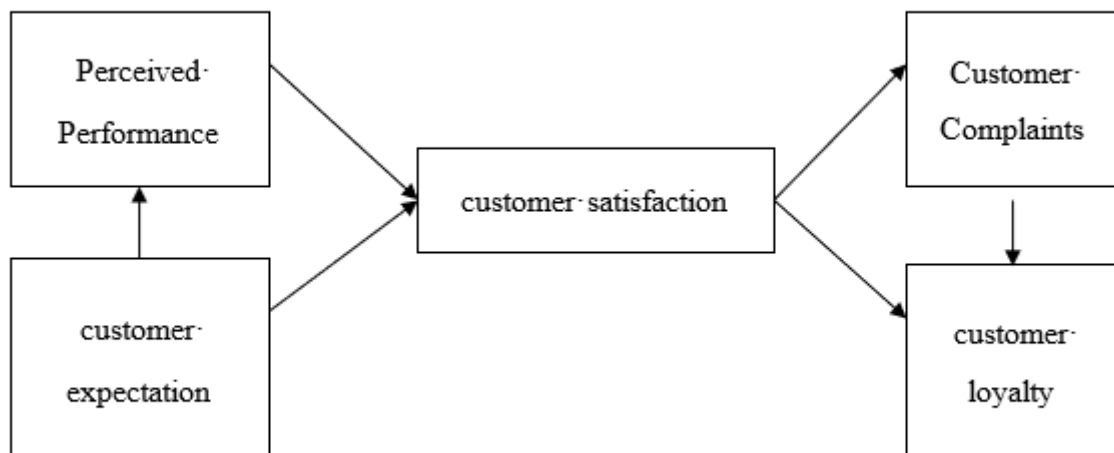 Perceived·
Performance
customer·
expectation
customer·satisfaction
Customer·
Complaints
customer·
loyalty